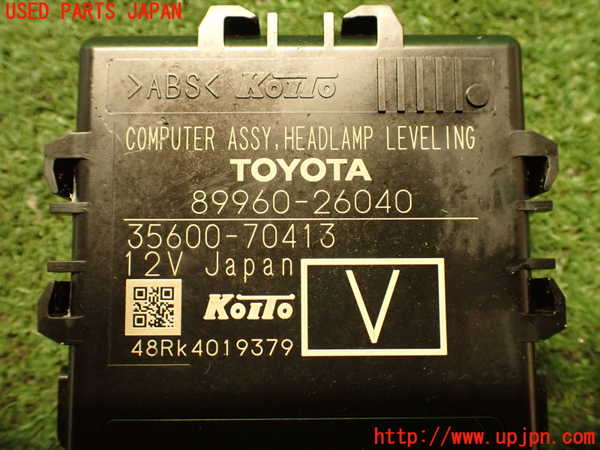 USED PARTS JAPAN
>ABS< KOITO
COMPUTER ASSY, HEADLAMP LEVELING
TOYOTA
89960-26040
35600-70413
12V Japan
KOITO
V
48Rk4019379
http://www.upjpn.com/